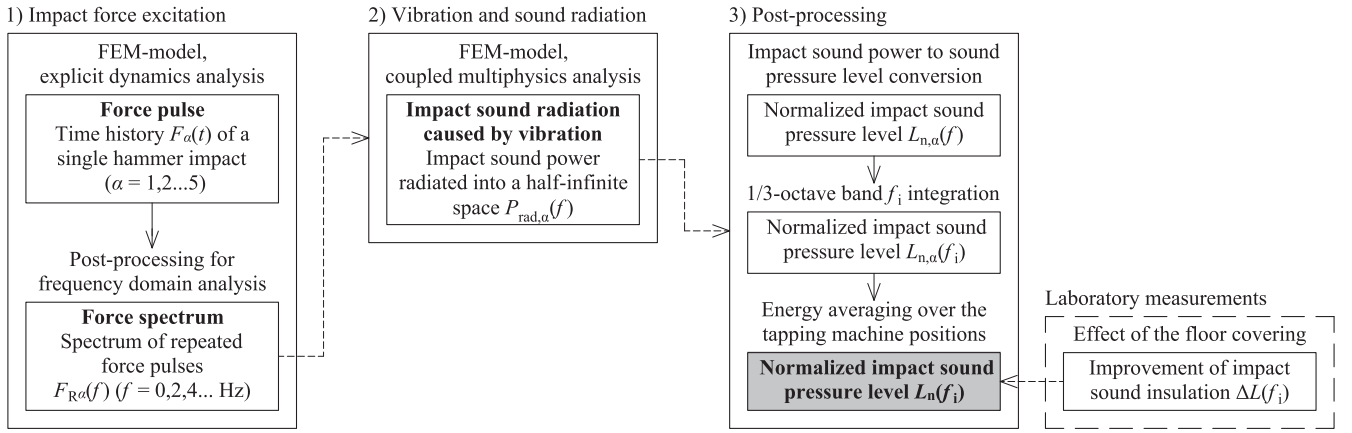 1) Impact force excitation
FEM-model,
explicit dynamics analysis
Force pulse
Time history Fα(t) of a
single hammer impact
(α = 1,2...5)
Post-processing for
frequency domain analysis
Force spectrum
Spectrum of repeated
force pulses
FRα(f) (f = 0,2,4... Hz)
2) Vibration and sound radiation
FEM-model,
coupled multiphysics analysis
Impact sound radiation
caused by vibration
Impact sound power
radiated into a half-infinite
space Prad,α(f)
3) Post-processing
Impact sound power to sound
pressure level conversion
Normalized impact sound
pressure level Ln,α(f)
1/3-octave band fi integration
Normalized impact sound
pressure level Ln,α(fi)
Energy averaging over the
tapping machine positions
Normalized impact sound
pressure level Ln(fi)
Laboratory measurements
Effect of the floor covering
Improvement of impact
sound insulation ΔL(fi)